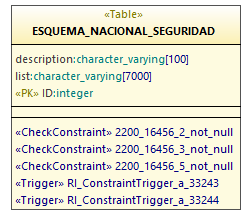 «Table»
ESQUEMA_NACIONAL_SEGURIDAD
description:character_varying[100]
list:character_varying[7000]
«PK» ID:integer
«CheckConstraint» 2200_16456_2_not_null
«CheckConstraint» 2200_16456_3_not_null
«CheckConstraint» 2200_16456_5_not_null
«Trigger» RI_ConstraintTrigger_a_33243
«Trigger» RI_ConstraintTrigger_a_33244